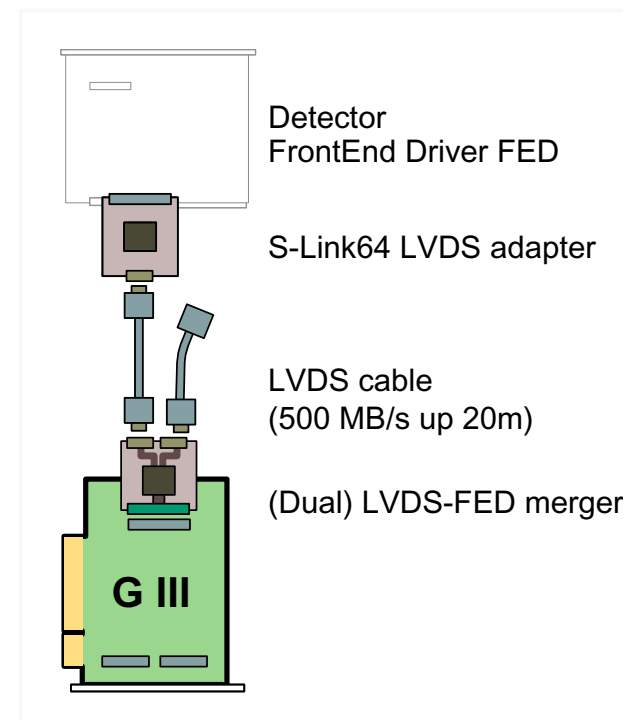 Detector
FrontEnd Driver FED
S-Link64 LVDS adapter
LVDS cable
(500 MB/s up 20m)
(Dual) LVDS-FED merger
G III